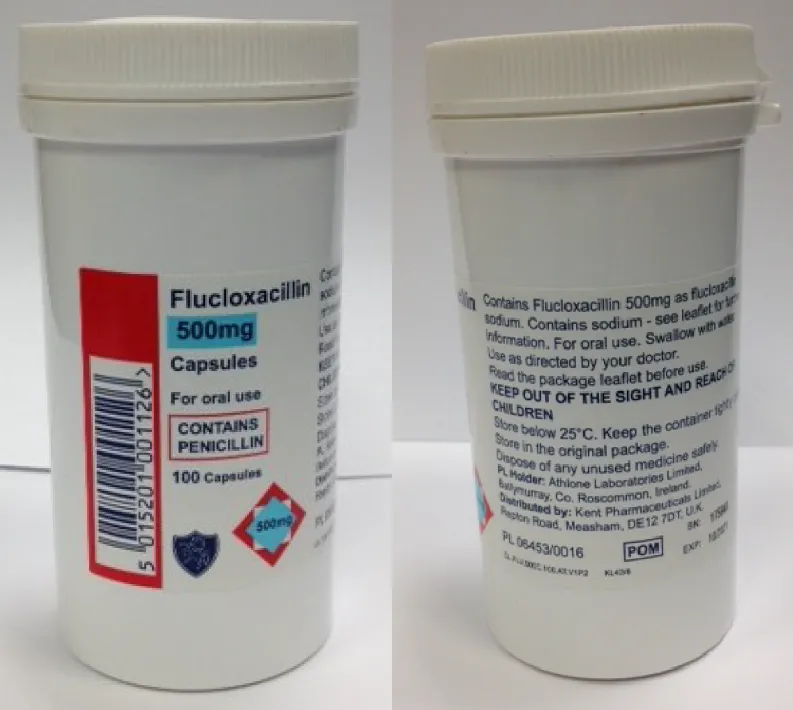 Flucloxacillin
500mg
Capsules
For oral use
CONTAINS
PENICILLIN
100 Capsules
500mg
5 015201 001126 >
Contains Flucloxacillin 500mg as
sodium. Contains sodium - see leaflet for
information. For oral use. Swallow with water.
Use as directed by your doctor.
Read the package leaflet before use.
KEEP OUT OF THE SIGHT AND REACH OF
CHILDREN
Store below 25°C. Keep the container tightly
Store in the original package.
Dispose of any unused medicine safely.
PL Holder: Athlone Laboratories Limited,
Ballymurray, Co. Roscommon, Ireland.
Distributed by: Kent Pharmaceuticals Limited,
Repton Road, Measham, DE12 7DT, U.K.
PL 06453/0016
POM
BN:
EXP: